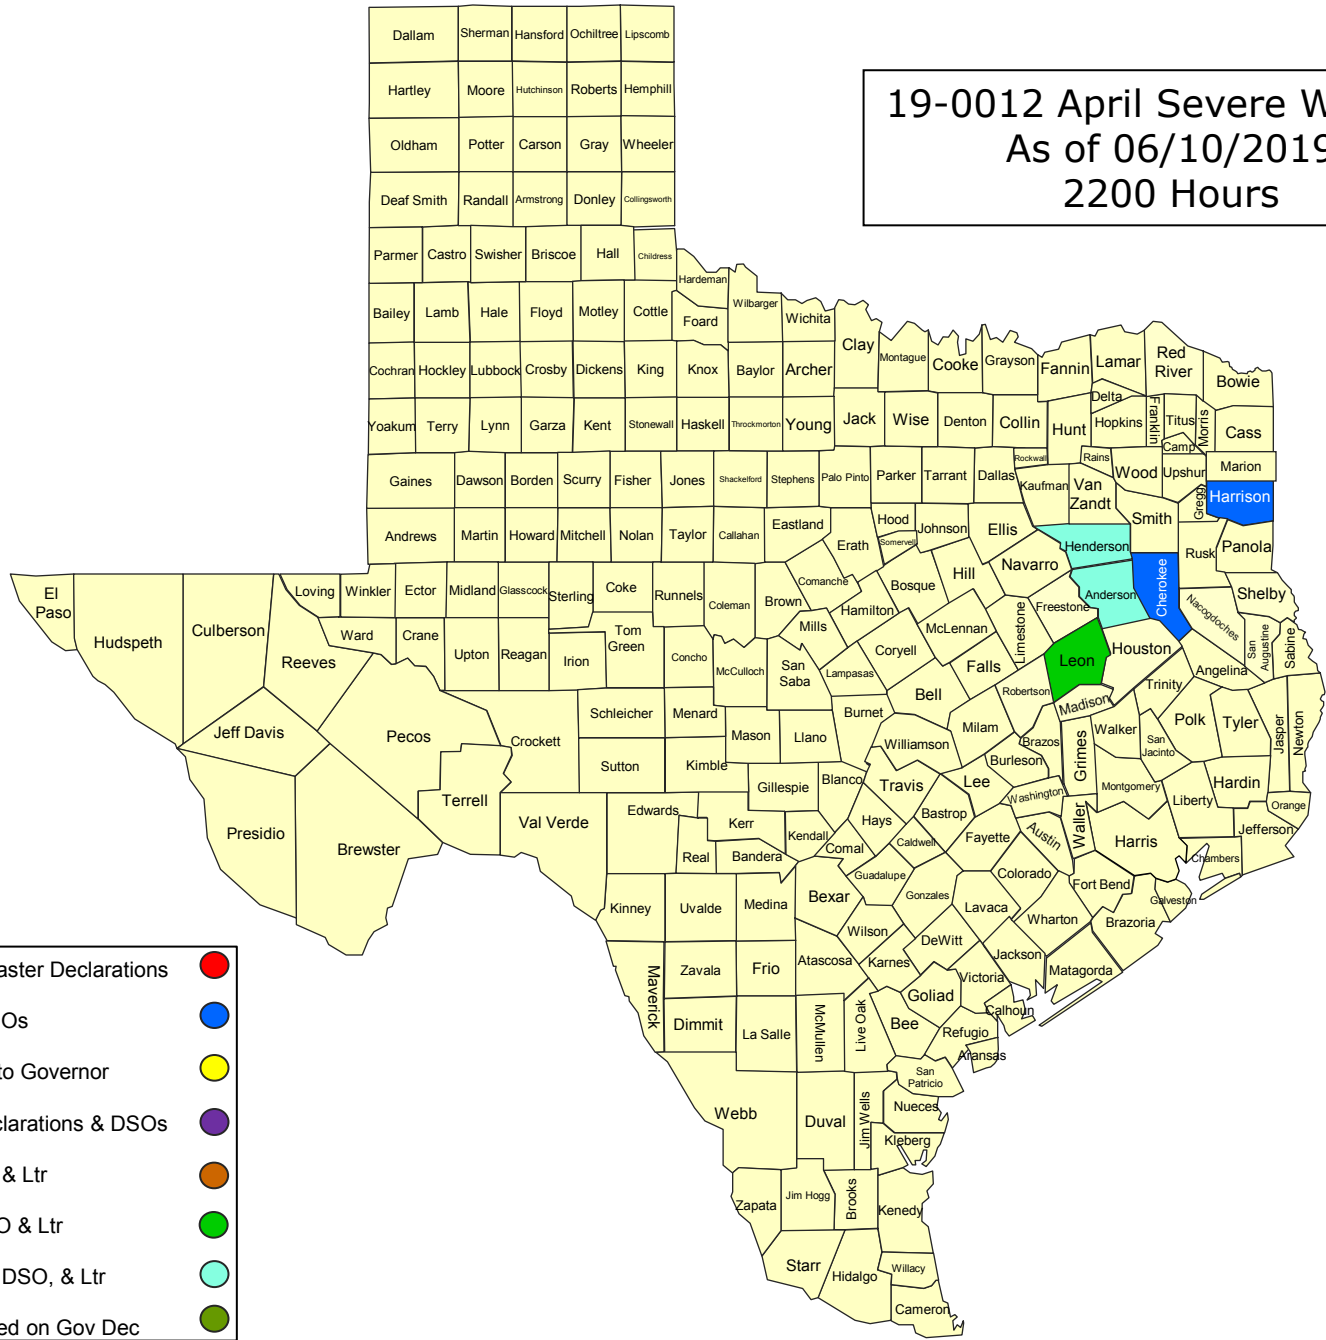 Dallam Sherman Hansford Ochiltree Lipscomb
Hartley Moore Hutchinson Roberts Hemphill
19-0012 April Severe W
As of 06/10/2019
2200 Hours
Oldham Potter Carson Gray Wheeler
Deaf Smith Randall Armstrong Donley Collingsworth
Parmer Castro Swisher Briscoe Hall Childress
Hardeman
Bailey Lamb Hale Floyd Motley Cottle Foard Wilbarger Wichita
Clay Montague Cooke Grayson Fannin Lamar Red River Bowie
Cochran Hockley Lubbock Crosby Dickens King Knox Baylor Archer
Delta
Yoakum Terry Lynn Garza Kent Stonewall Haskell Throckmorton Young Jack Wise Denton Collin Hunt Hopkins Franklin Titus Morris Cass
Camp
Rockwall Rains Wood Upshur Marion
Gaines Dawson Borden Scurry Fisher Jones Shackelford Stephens Palo Pinto Parker Tarrant Dallas Kaufman Van Zandt Gregg Harrison
Andrews Martin Howard Mitchell Nolan Taylor Callahan Eastland Erath Hood Somervell Johnson Ellis Henderson Smith Rusk Panola
El Paso Hudspeth Culberson Loving Winkler Ector Midland Glasscock Sterling Coke Runnels Coleman Brown Comanche Hamilton Bosque Hill Navarro Freestone Anderson Cherokee Nacogdoches Shelby
Reeves Ward Crane Upton Reagan Irion Tom Green Concho McCulloch San Saba Mills Lampasas Coryell McLennan Limestone Falls Leon Houston Angelina San Augustine Sabine
Jeff Davis Pecos Crockett Schleicher Menard Mason Llano Burnet Bell Milam Robertson Madison Trinity Polk Tyler Jasper Newton
Sutton Kimble Williamson Brazos Burleson Grimes Walker San Jacinto
Presidio Brewster Terrell Val Verde Edwards Gillespie Blanco Travis Lee Washington Montgomery Liberty Hardin Orange
Kerr Kendall Hays Bastrop Austin Waller Harris Jefferson
Real Bandera Comal Caldwell Fayette Chambers
Kinney Uvalde Medina Bexar Guadalupe Gonzales Lavaca Colorado Fort Bend Galveston
Wilson Wharton Brazoria
Maverick Zavala Frio Atascosa Karnes DeWitt Jackson Matagorda
Dimmit La Salle McMullen Live Oak Bee Goliad Victoria Calhoun
Refugio Aransas
San Patricio
Webb Duval Jim Wells Nueces
Kleberg
Zapata Jim Hogg Brooks Kenedy
Starr Hidalgo Willacy
Cameron
aster Declarations
Os
to Governor
clarations & DSOs
& Ltr
O & Ltr
DSO, & Ltr
ed on Gov Dec